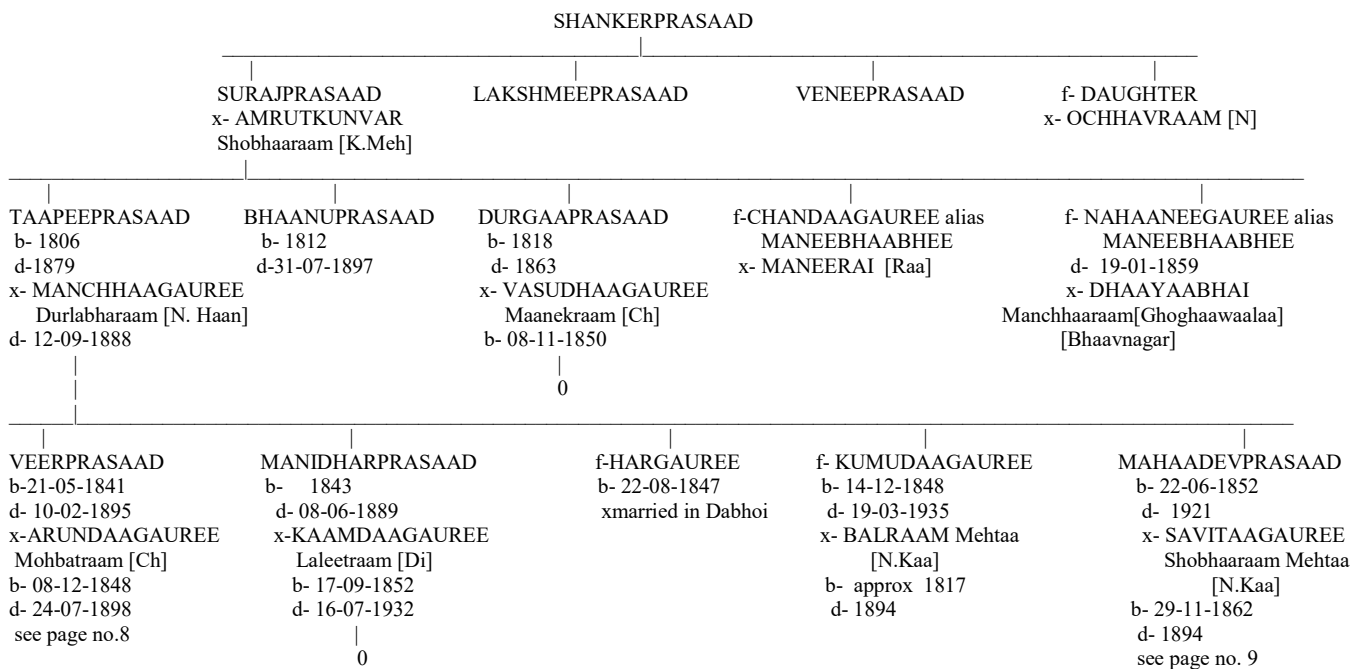 SHANKERPRASAAD
SURAJPRASAAD LAKSHMEEPRASAAD VENEEPRASAAD f- DAUGHTER
x- AMRUTKUNVAR x- OCHHAVRAAM [N]
Shobhaaraam [K.Meh]
TAAPEEPRASAAD BHAANUPRASAAD DURGAAPRASAAD f-CHANDAAGAUREE alias f- NAHAANEEGAUREE alias
b- 1806 b- 1812 b- 1818 MANEEBHAABHEE MANEEBHAABHEE
d-1879 d-31-07-1897 d- 1863 x- MANEERAI [Raa] d- 19-01-1859
x- MANCHHAAGAUREE x- VASUDHAAGAUREE x- DHAAYAABHAI
Durlabharaam [N. Haan] Maanekraam [Ch] Manchhaaraam[Ghoghaawaalaa]
d- 12-09-1888 b- 08-11-1850 [Bhaavnagar]
0
VEERPRASAAD MANIDHARPRASAAD f-HARGAUREE f- KUMUDAAGAUREE MAHAADEVPRASAAD
b-21-05-1841 b- 1843 b- 22-08-1847 b- 14-12-1848 b- 22-06-1852
d- 10-02-1895 d- 08-06-1889 xmarried in Dabhoi d- 19-03-1935 d- 1921
x-ARUNDAAGAUREE x-KAAMDAAGAUREE x- BALRAAM Mehtaa x- SAVITAAGAUREE
Mohbatraam [Ch] Laleetraam [Di] [N.Kaa] Shobhaaraam Mehtaa
b- 08-12-1848 b- 17-09-1852 b- approx 1817 [N.Kaa]
d- 24-07-1898 d- 16-07-1932 d- 1894 b- 29-11-1862
see page no.8 d- 1894
0 see page no. 9